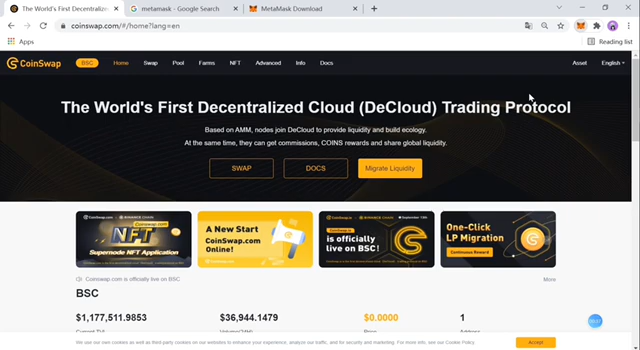 The World's First Decentralized
metamask - Google Search
MetaMask Download
coinswap.com/#/home?lang=en
Apps
Reading list
CoinSwap
BSC
Home
Swap
Pool
Farms
NFT
Advanced
Info
Docs
Asset
English
The World's First Decentralized Cloud (DeCloud) Trading Protocol
Based on AMM, nodes join DeCloud to provide liquidity and build ecology.
At the same time, they can get commissions, COINS rewards and share global liquidity.
SWAP
DOCS
Migrate Liquidity
NFT
Supernode NFT Application
A New Start
CoinSwap.com
Online!
is officially
live on BSC!
One-Click
LP Migration
Continuous Reward
Coinswap.com is officially live on BSC
More
BSC
$1,177,511.9853
$36,944.1479
$0.0000
1
We use our own cookies as well as third-party cookies on our websites to enhance your experience, analyze our traffic, and for security and marketing. For more info, see our Cookie Policy
Accept